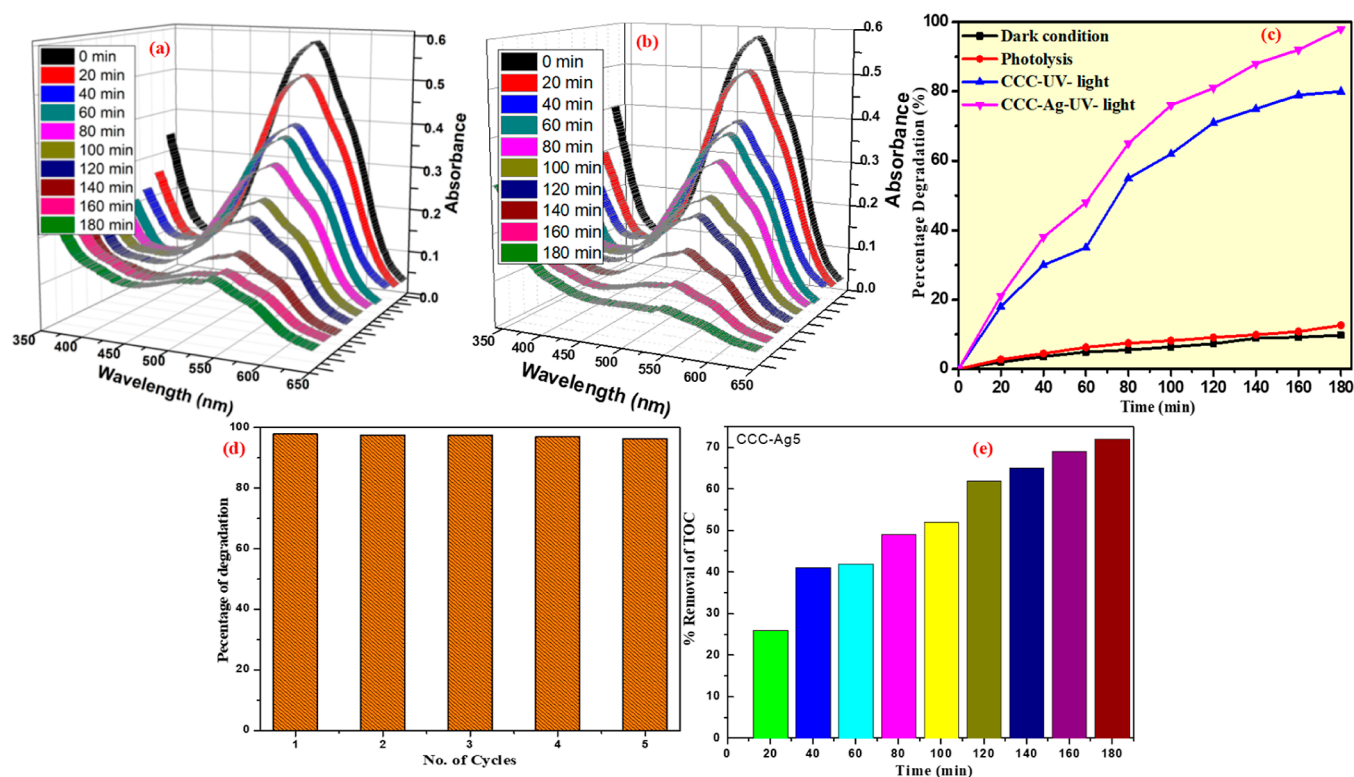 (a)
0 min
20 min
40 min
60 min
80 min
100 min
120 min
140 min
160 min
180 min
0.6
0.5
0.4
0.3
0.2
0.1
0.0
Absorbance
350
400
450
500
550
600
650
Wavelength (nm)
(b)
0 min
20 min
40 min
60 min
80 min
100 min
120 min
140 min
160 min
180 min
0.6
0.5
0.4
0.3
0.2
0.1
0.0
Absorbance
350
400
450
500
550
600
650
Wavelength (nm)
(c)
Dark condition
Photolysis
CCC-UV- light
CCC-Ag-UV- light
Percentage Degradation (%)
100
80
60
40
20
0
0 20 40 60 80 100 120 140 160 180
Time (min)
(d)
Pecentage of degradation
100
80
60
40
20
0
1 2 3 4 5
No. of Cycles
CCC-Ag5
(e)
% Removal of TOC
70
60
50
40
30
20
10
0
0 20 40 60 80 100 120 140 160 180
Time (min)